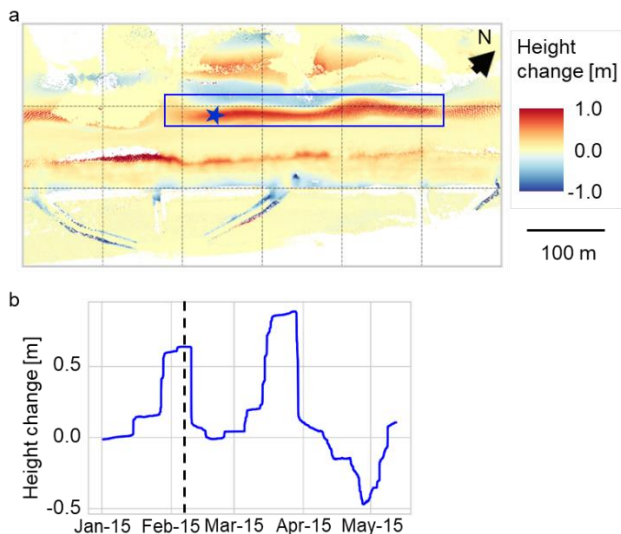 a
N
Height
change [m]
1.0
0.0
-1.0
100 m
b
Height change [m]
0.5
0.0
-0.5
Jan-15 Feb-15 Mar-15 Apr-15 May-15